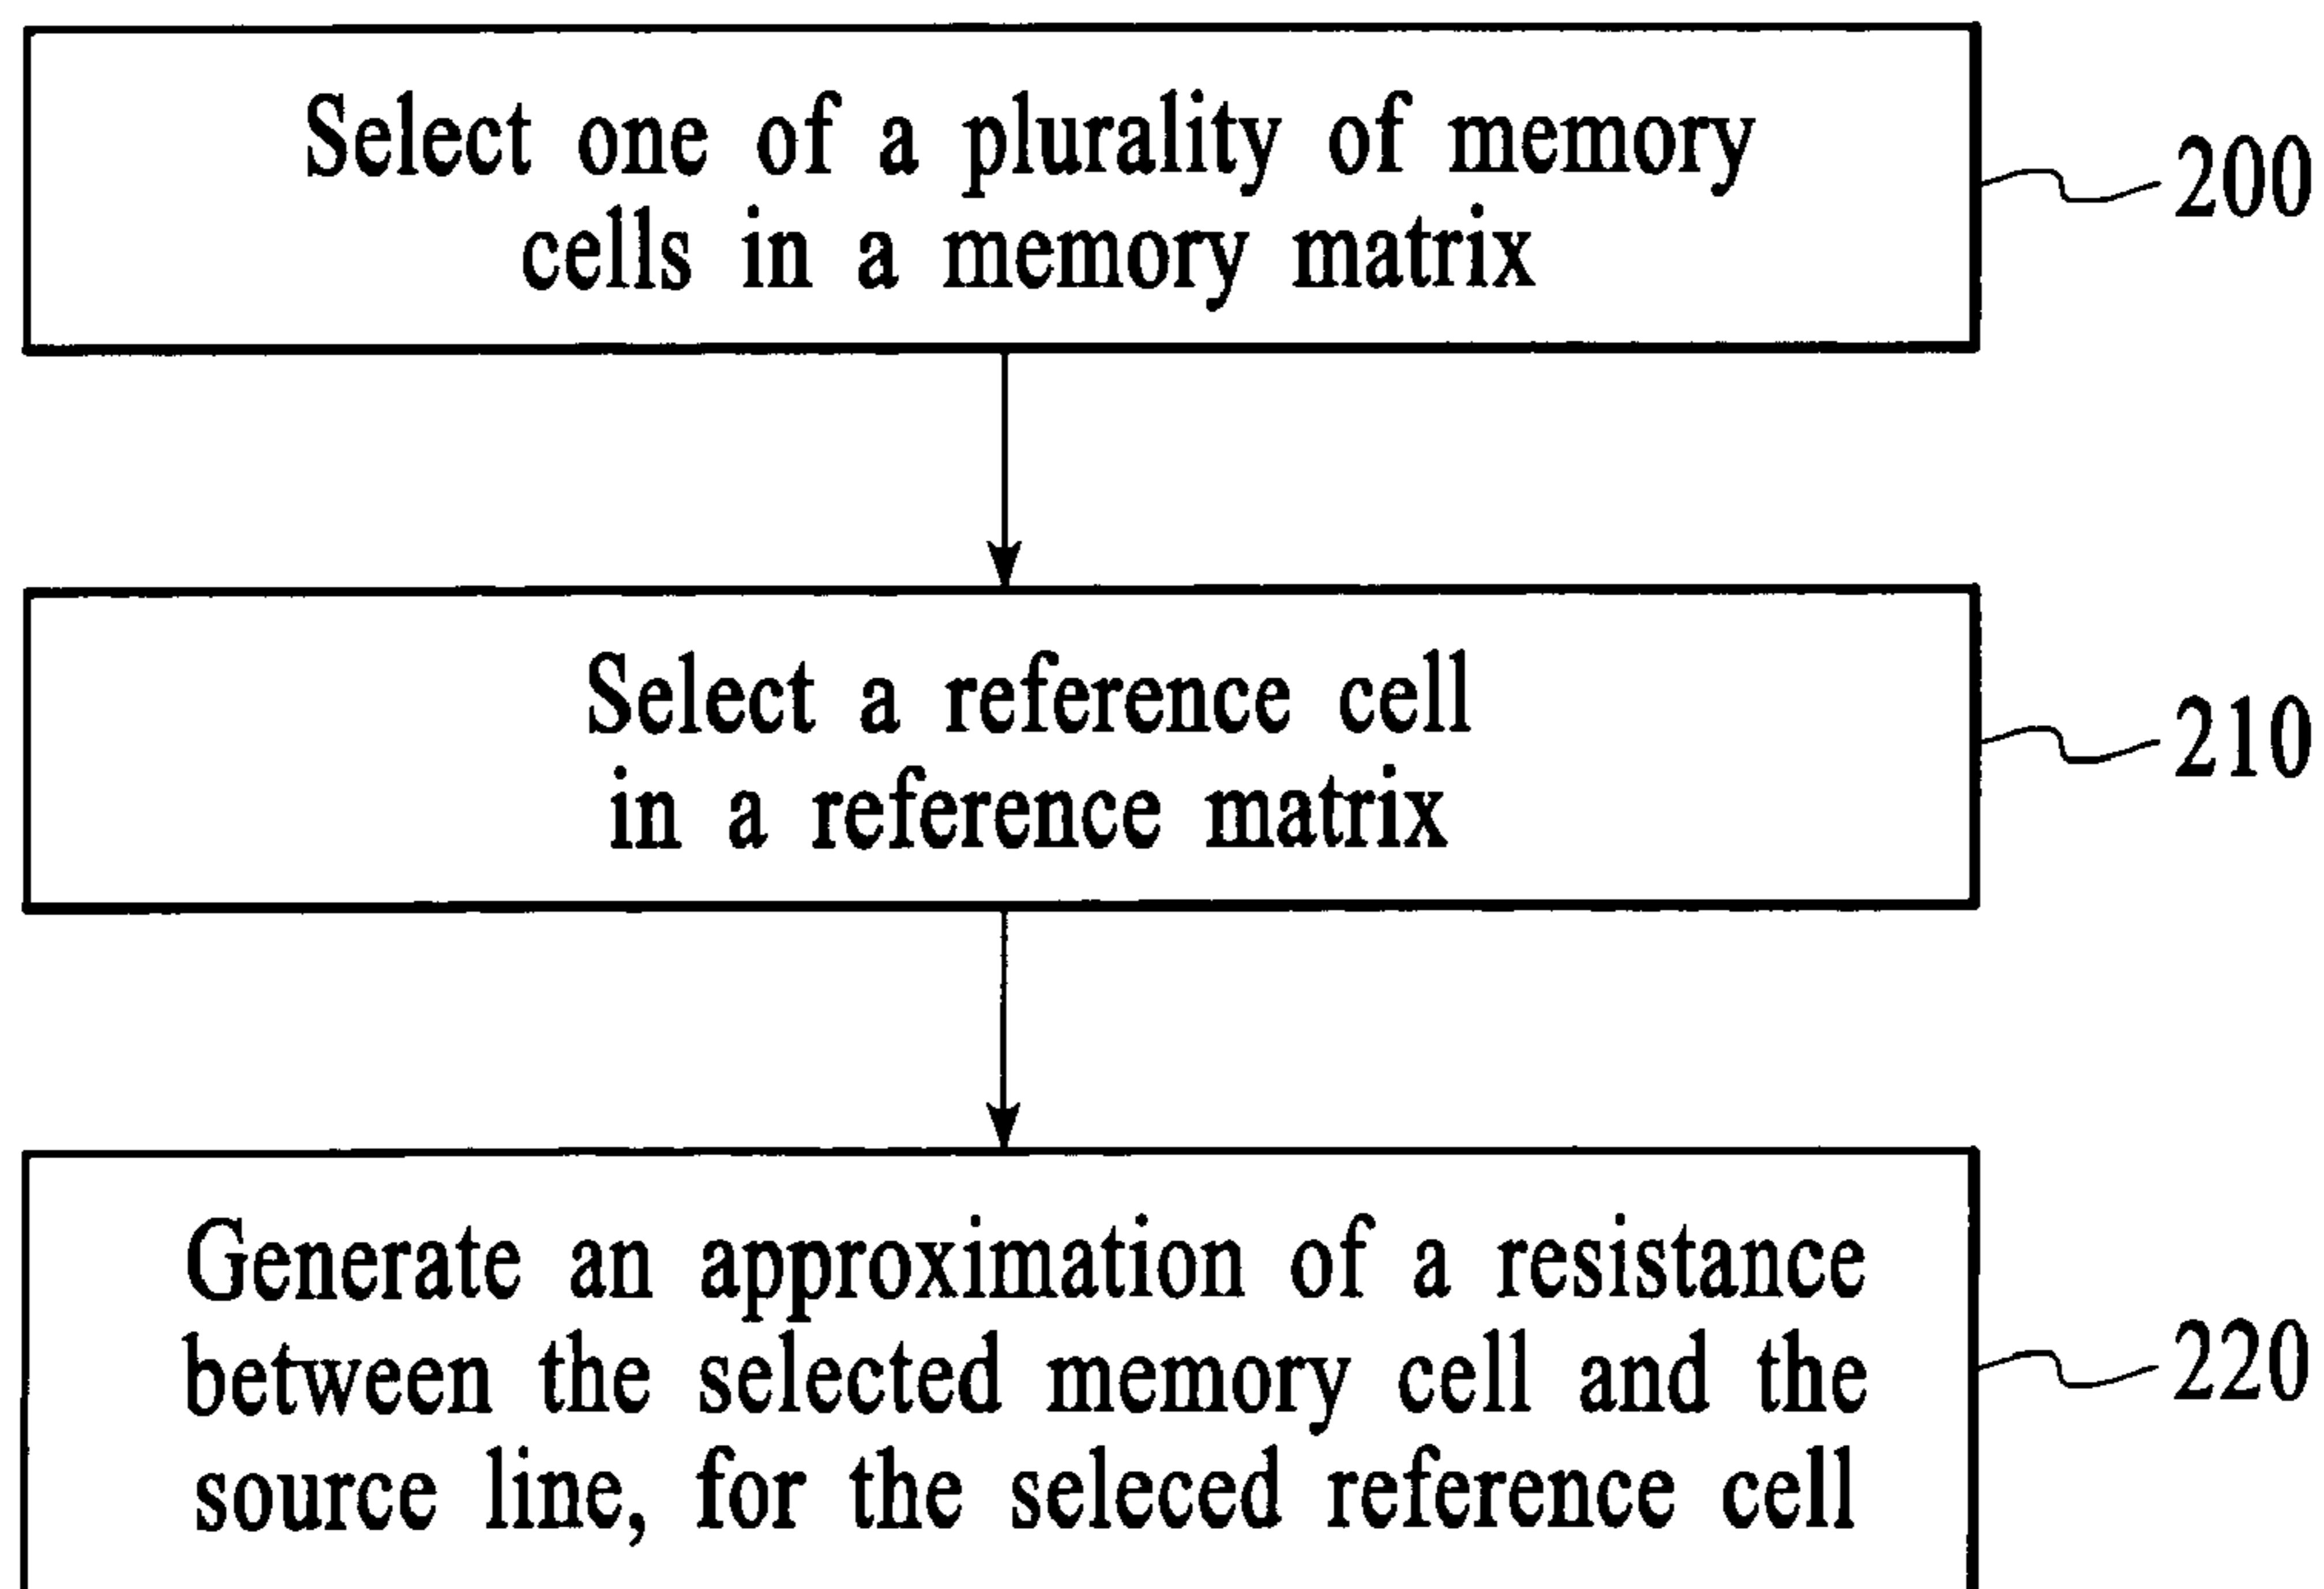 Select one of a plurality of memory
cells in a memory matrix
200
Select a reference cell
in a reference matrix
210
Generate an approximation of a resistance
between the selected memory cell and the
source line, for the seleced reference cell
220